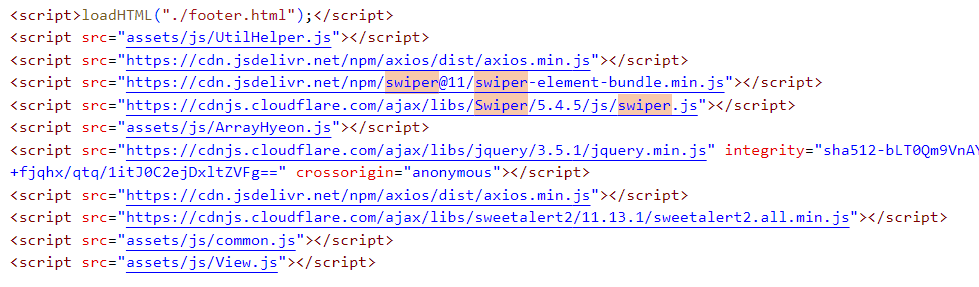 <script>loadHTML("./footer.html");</script>
<script src="assets/js/UtilHelper.js"></script>
<script src="https://cdn.jsdelivr.net/npm/axios/dist/axios.min.js"></script>
<script src="https://cdn.jsdelivr.net/npm/swiper@11/swiper-element-bundle.min.js"></script>
<script src="https://cdnjs.cloudflare.com/ajax/libs/Swiper/5.4.5/js/swiper.js"></script>
<script src="assets/js/ArrayHyeon.js"></script>
<script src="https://cdnjs.cloudflare.com/ajax/libs/jquery/3.5.1/jquery.min.js" integrity="sha512-bLT0Qm9VnAY
+fjqhx/qtq/1itJ0C2ejDxltZVFg==" crossorigin="anonymous"></script>
<script src="https://cdn.jsdelivr.net/npm/axios/dist/axios.min.js"></script>
<script src="https://cdnjs.cloudflare.com/ajax/libs/sweetalert2/11.13.1/sweetalert2.all.min.js"></script>
<script src="assets/js/common.js"></script>
<script src="assets/js/View.js"></script>